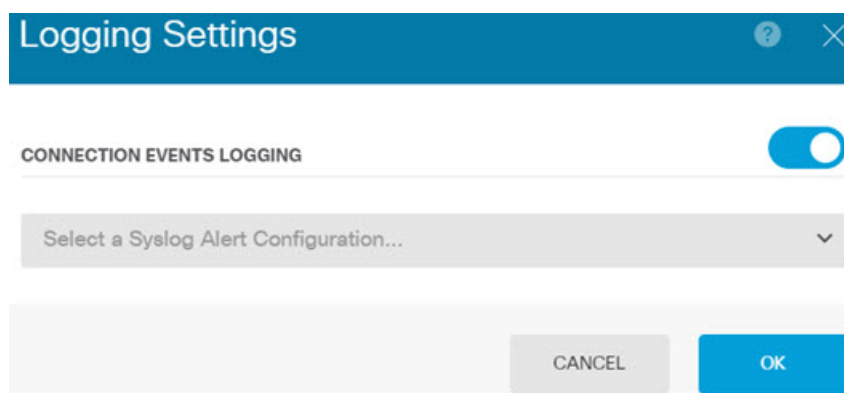 Logging Settings
?
CONNECTION EVENTS LOGGING
Select a Syslog Alert Configuration...
CANCEL
OK